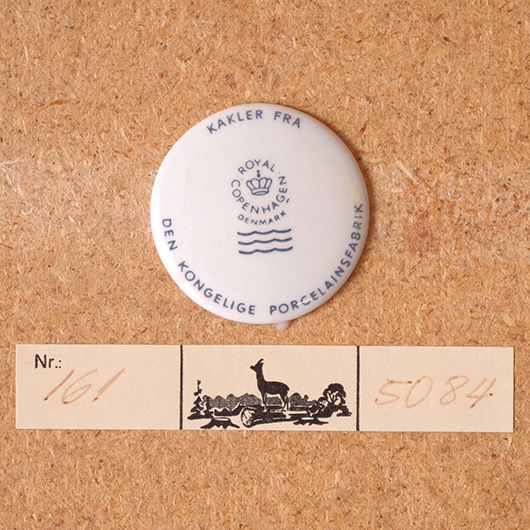 KAKLER FRA
ROYAL COPENHAGEN
DENMARK
DEN KONGELIGE PORCELAINSFABRIK
Nr.: 161
5084